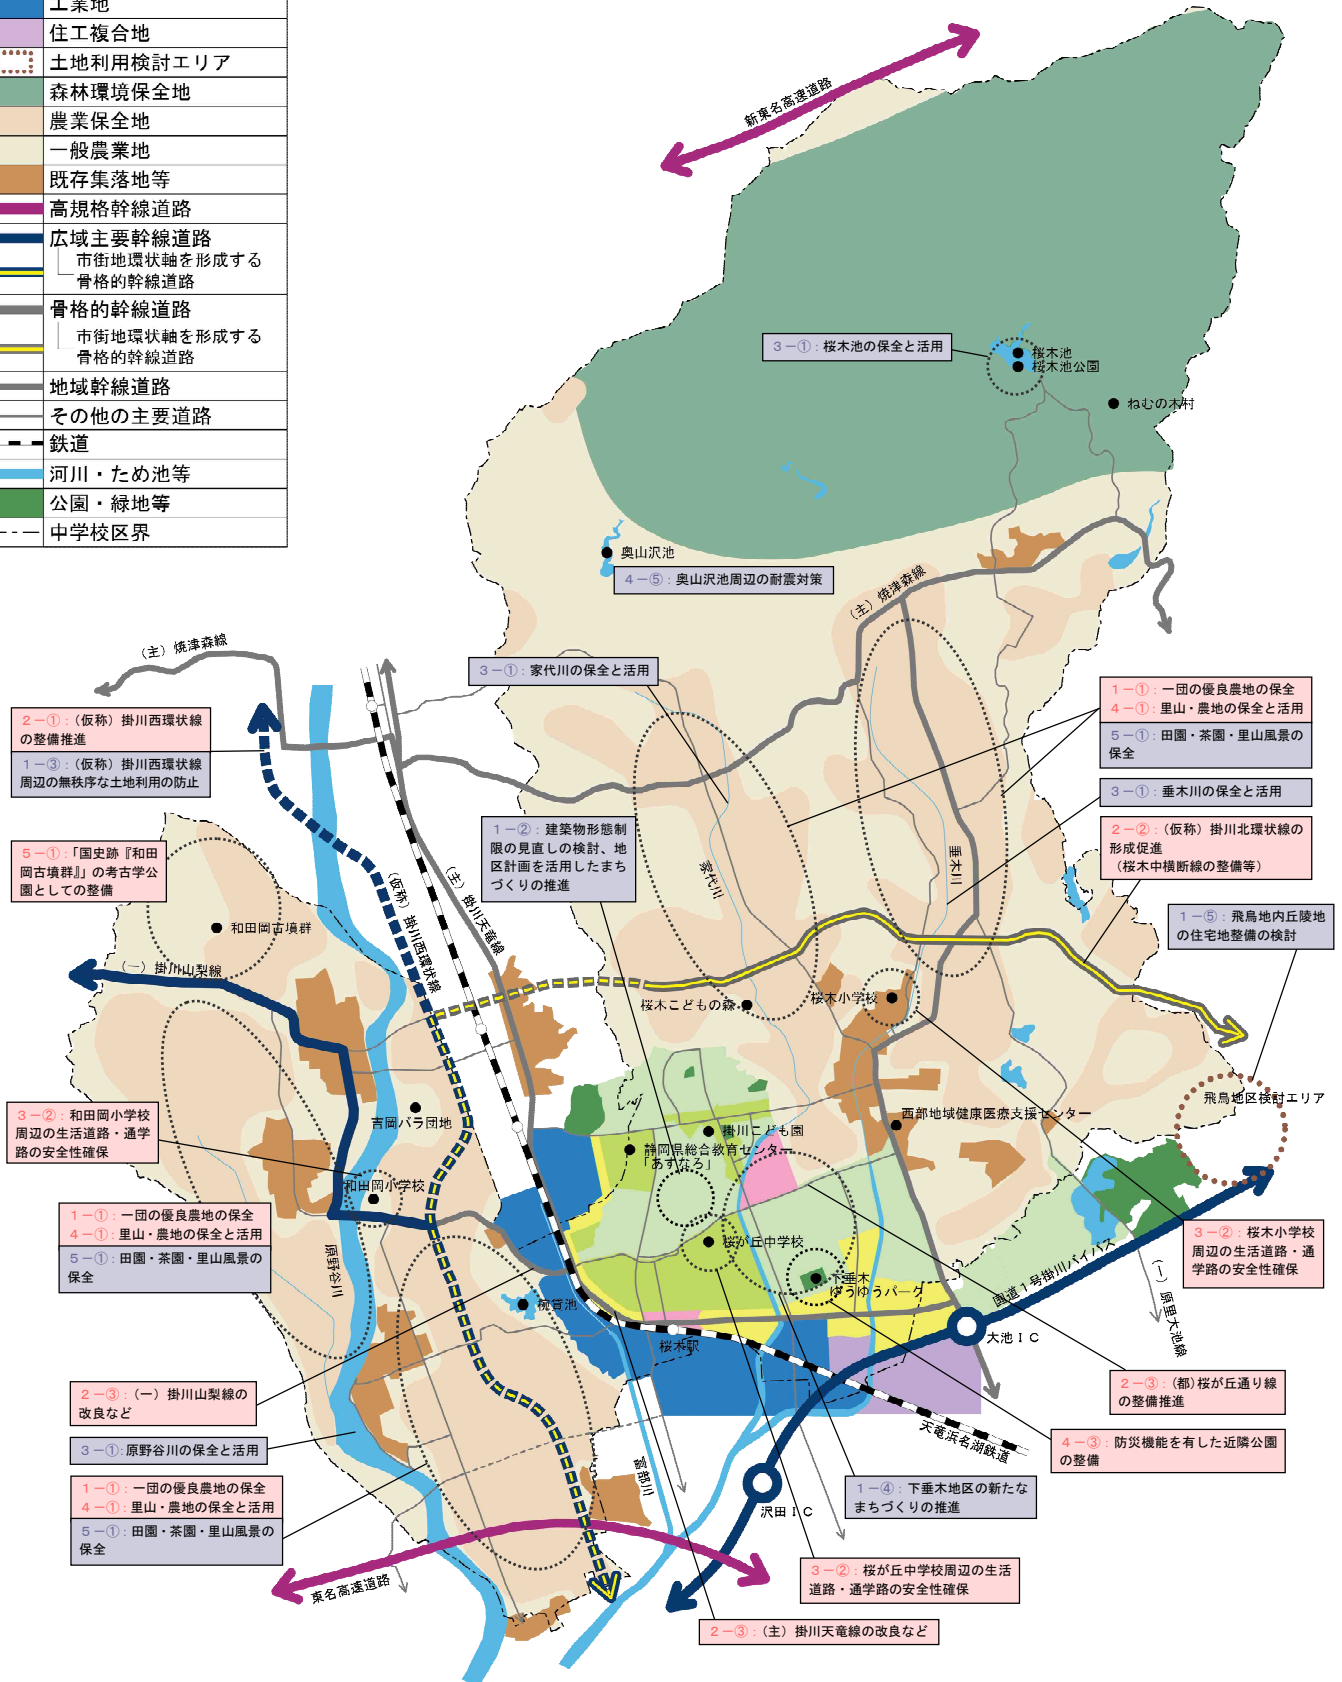 工業地
住工複合地
土地利用検討エリア
森林環境保全地
農業保全地
一般農業地
既存集落地等
高規格幹線道路
広域主要幹線道路
市街地環状軸を形成する
骨格的幹線道路
骨格的幹線道路
市街地環状軸を形成する
骨格的幹線道路
地域幹線道路
その他の主要道路
鉄道
河川・ため池等
公園・緑地等
中学校区界
新東名高速道路
3－①：桜木池の保全と活用
桜木池
桜木池公園
ねむの木村
奥山沢池
4－⑤：奥山沢池周辺の耐震対策
（主）焼津森線
（主）焼津森線
3－①：家代川の保全と活用
1－①：一団の優良農地の保全
4－①：里山・農地の保全と活用
5－①：田園・茶園・里山風景の
保全
2－①：（仮称）掛川西環状線
の整備推進
1－③：（仮称）掛川西環状線
周辺の無秩序な土地利用の防止
3－①：垂木川の保全と活用
1－②：建築物形態制
限の見直しの検討、地
区計画を活用したまち
づくりの推進
2－②：（仮称）掛川北環状線の
形成促進
（桜木中横断線の整備等）
5－①：「国史跡『和田
岡古墳群』」の考古学公
園としての整備
家代川
垂木川
（主）掛川天竜線
（仮称）掛川西環状線
1－⑤：飛鳥地内丘陵地
の住宅地整備の検討
和田岡古墳群
（一）掛川山梨線
桜木こどもの森
桜木小学校
飛鳥地区検討エリア
3－②：和田岡小学校
周辺の生活道路・通学
路の安全性確保
吉岡バラ団地
西部地域健康医療支援センター
掛川こども園
静岡県総合教育センター
「あすなろ」
和田岡小学校
1－①：一団の優良農地の保全
4－①：里山・農地の保全と活用
5－①：田園・茶園・里山風景の
保全
原野谷川
桜が丘中学校
下垂木
ゆうゆうパーク
3－②：桜木小学校
周辺の生活道路・通
学路の安全性確保
国道１号掛川バイパス
（一）原里大池線
桜木駅
大池ＩＣ
2－③：（一）掛川山梨線の
改良など
2－③：（都）桜が丘通り線
の整備推進
3－①：原野谷川の保全と活用
天竜浜名湖鉄道
4－③：防災機能を有した近隣公園
の整備
1－①：一団の優良農地の保全
4－①：里山・農地の保全と活用
5－①：田園・茶園・里山風景の
保全
富部川
沢田ＩＣ
1－④：下垂木地区の新たな
まちづくりの推進
東名高速道路
3－②：桜が丘中学校周辺の生活
道路・通学路の安全性確保
2－③：（主）掛川天竜線の改良など